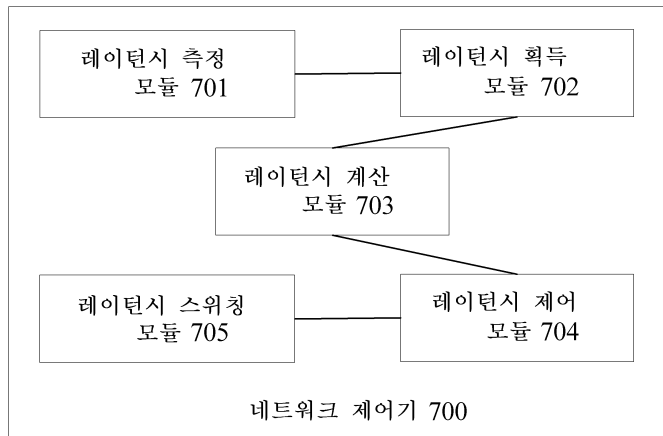 레이턴시 측정
모듈 701
레이턴시 획득
모듈 702
레이턴시 계산
모듈 703
레이턴시 스위칭
모듈 705
레이턴시 제어
모듈 704
네트워크 제어기 700